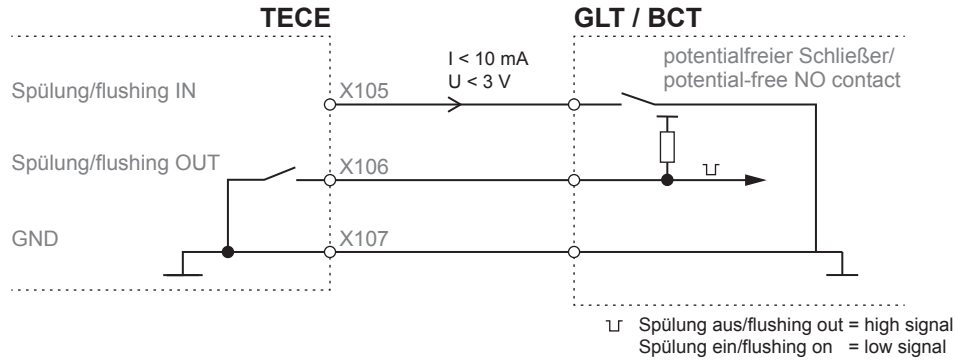 TECE
GLT / BCT
I < 10 mA
U < 3 V
potentialfreier Schließer/
potential-free NO contact
Spülung/flushing IN
X105
Spülung/flushing OUT
X106
GND
X107
Spülung aus/flushing out = high signal
Spülung ein/flushing on = low signal